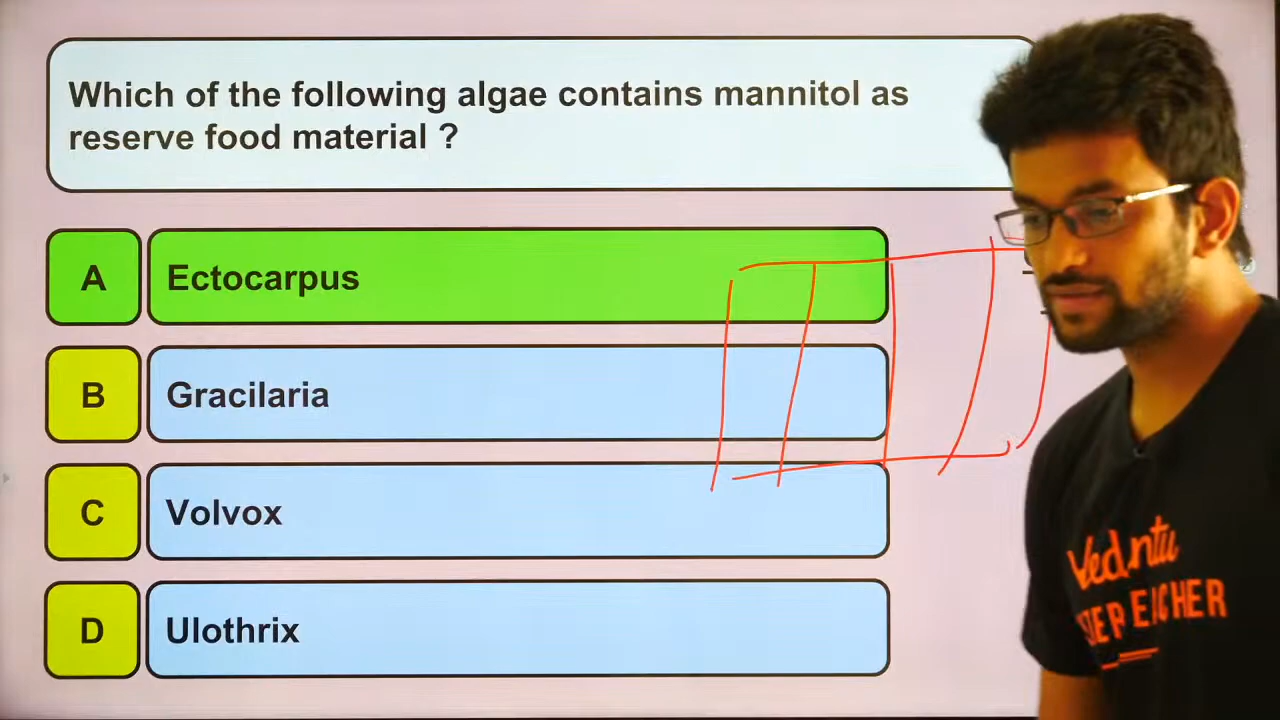 Which of the following algae contains mannitol as
reserve food material ?
A
Ectocarpus
B
Gracilaria
C
Volvox
D
Ulothrix
Vedantu